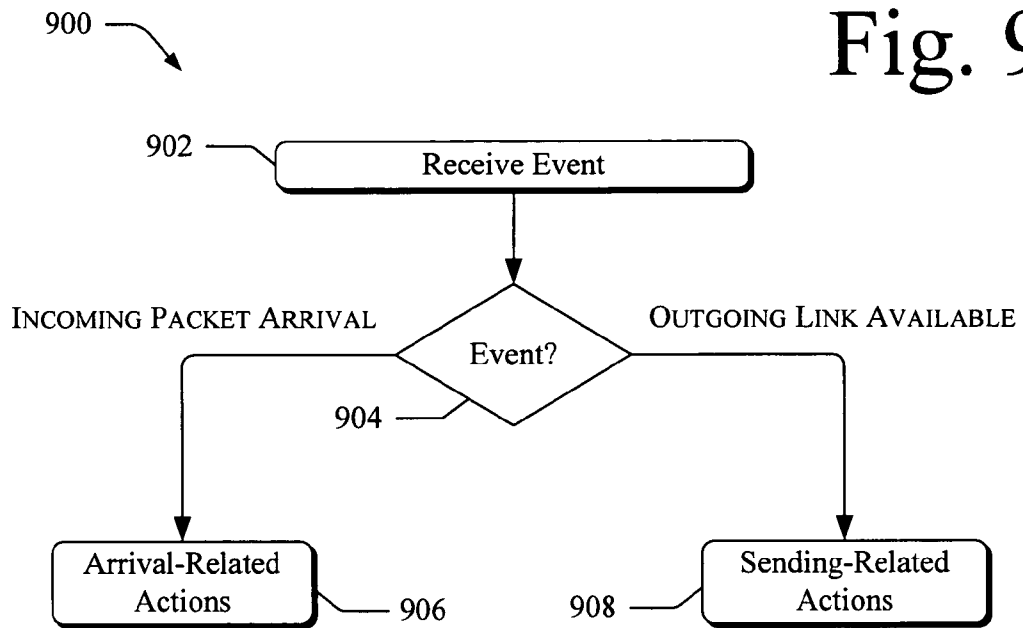 900
Fig. 9
902
Receive Event
INCOMING PACKET ARRIVAL
OUTGOING LINK AVAILABLE
Event?
904
Arrival-Related
Actions
906
908
Sending-Related
Actions